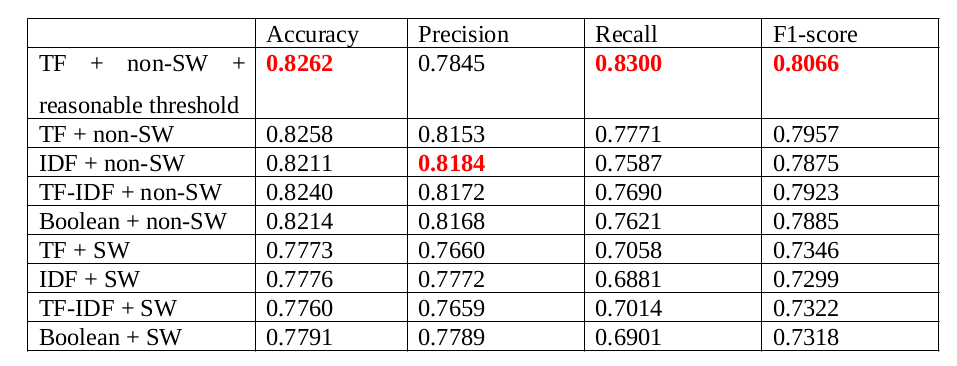 Accuracy Precision Recall F1-score
TF + non-SW + 0.8262 0.7845 0.8300 0.8066
reasonable threshold
TF + non-SW 0.8258 0.8153 0.7771 0.7957
IDF + non-SW 0.8211 0.8184 0.7587 0.7875
TF-IDF + non-SW 0.8240 0.8172 0.7690 0.7923
Boolean + non-SW 0.8214 0.8168 0.7621 0.7885
TF + SW 0.7773 0.7660 0.7058 0.7346
IDF + SW 0.7776 0.7772 0.6881 0.7299
TF-IDF + SW 0.7760 0.7659 0.7014 0.7322
Boolean + SW 0.7791 0.7789 0.6901 0.7318